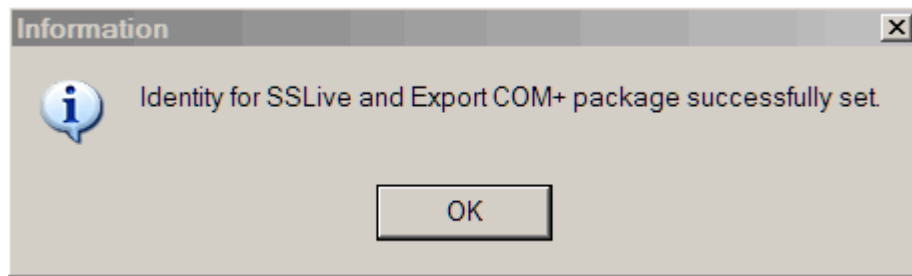 Information
Identity for SSLive and Export COM+ package successfully set.
OK